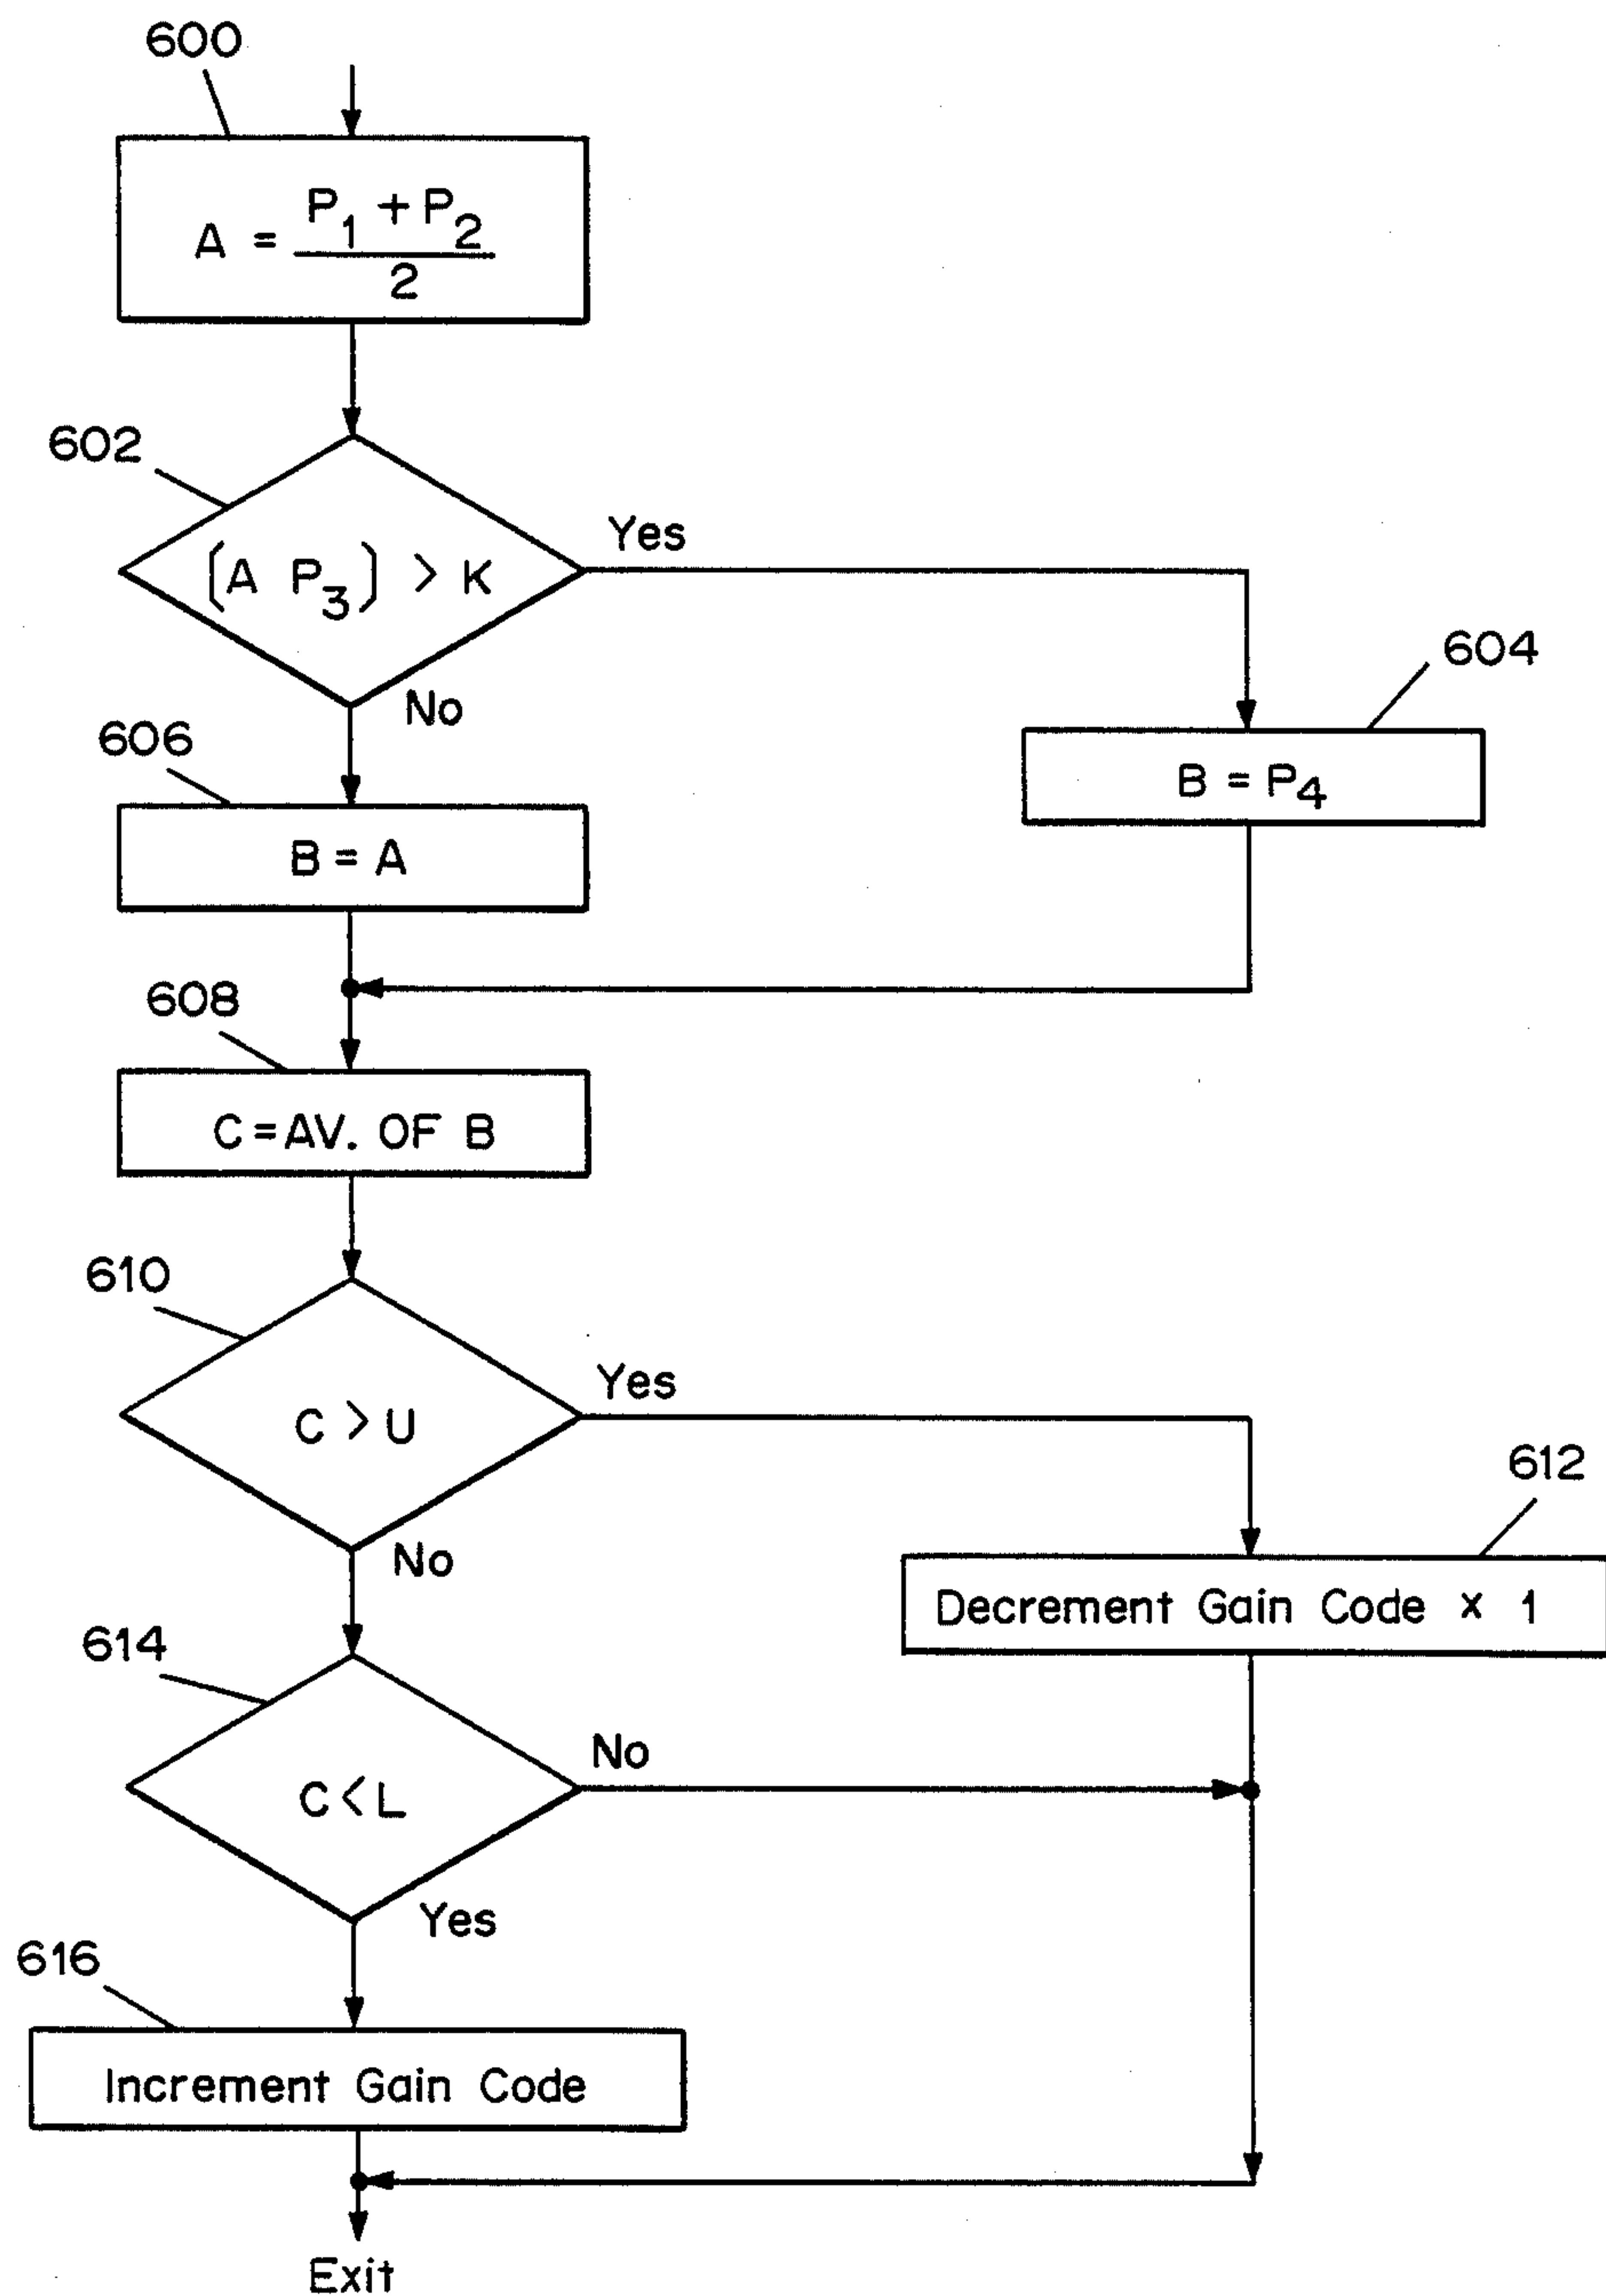 600
A = P₁ + P₂ / 2
602
(A P₃) > K
Yes
No
604
B = P₄
606
B = A
608
C = AV. OF B
610
C > U
Yes
No
612
Decrement Gain Code × 1
614
C < L
No
Yes
616
Increment Gain Code
Exit